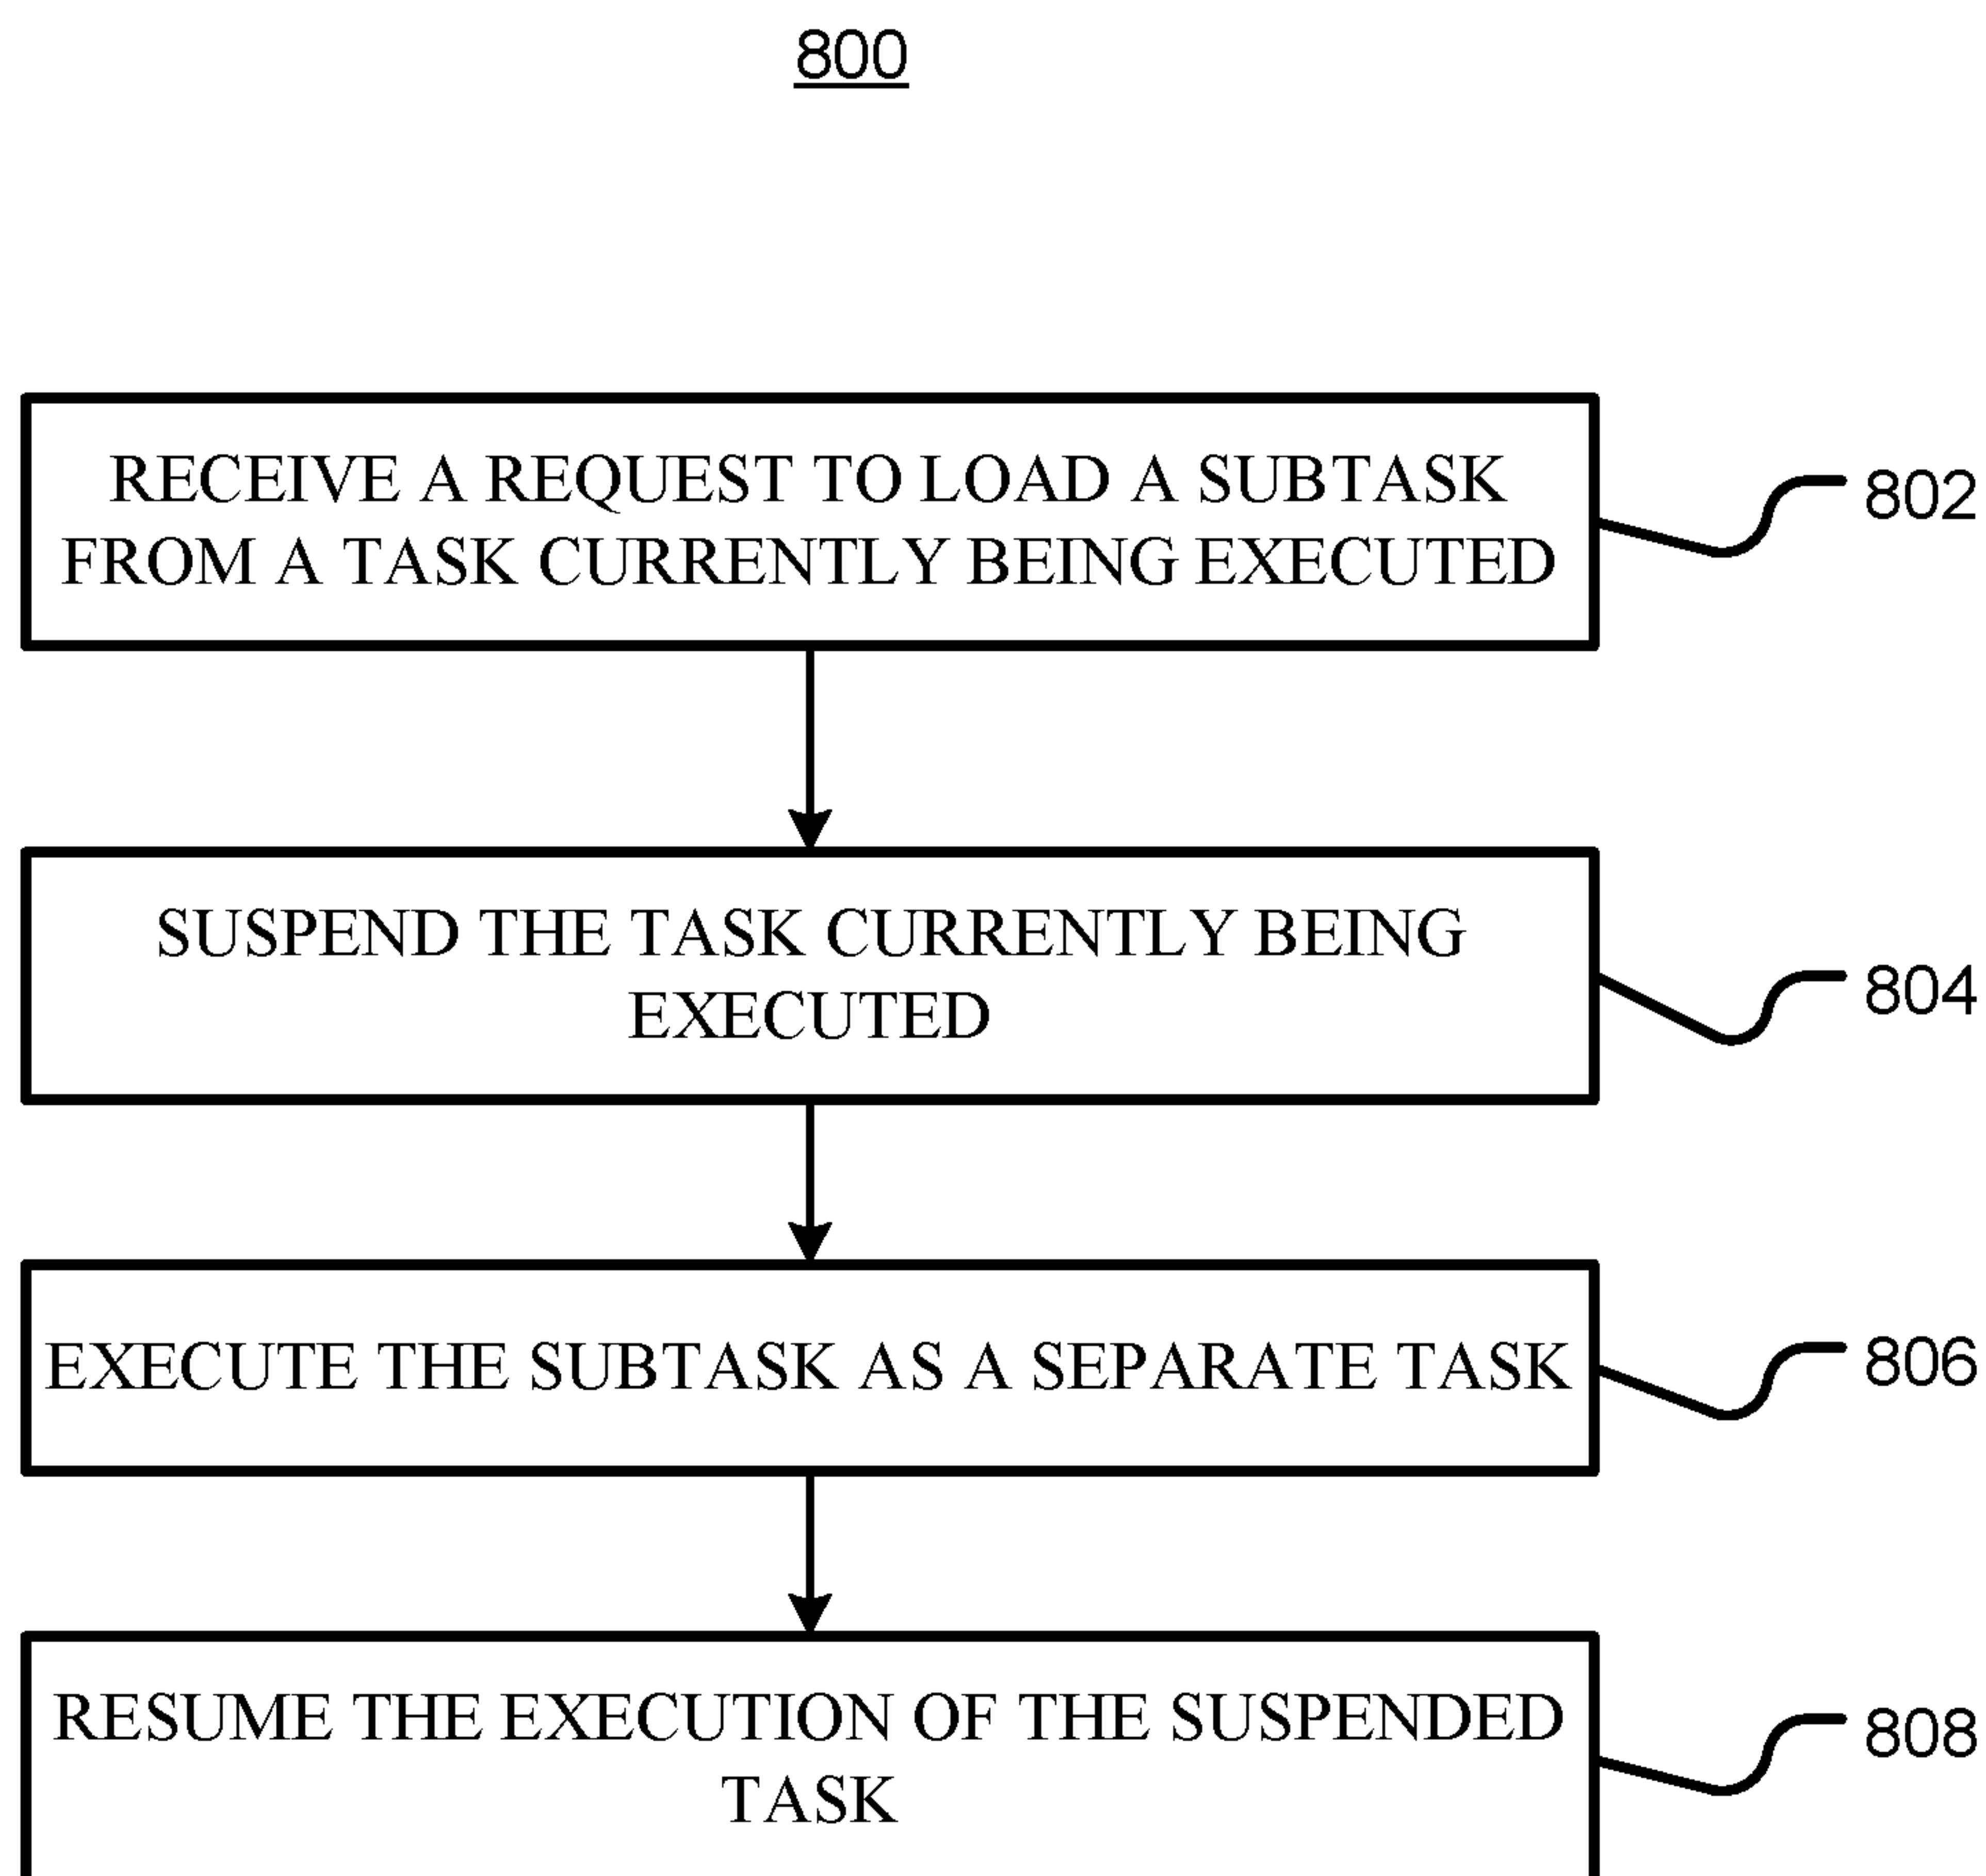 800
RECEIVE A REQUEST TO LOAD A SUBTASK
FROM A TASK CURRENTLY BEING EXECUTED
802
SUSPEND THE TASK CURRENTLY BEING
EXECUTED
804
EXECUTE THE SUBTASK AS A SEPARATE TASK
806
RESUME THE EXECUTION OF THE SUSPENDED
TASK
808